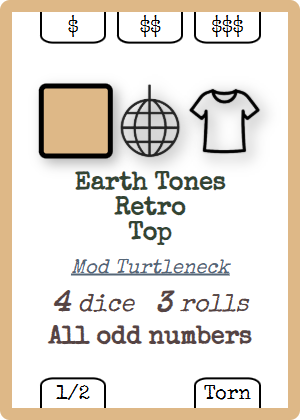 $ $$ $$$
Earth Tones
Retro
Top
Mod Turtleneck
4 dice 3 rolls
All odd numbers
1/2 Torn